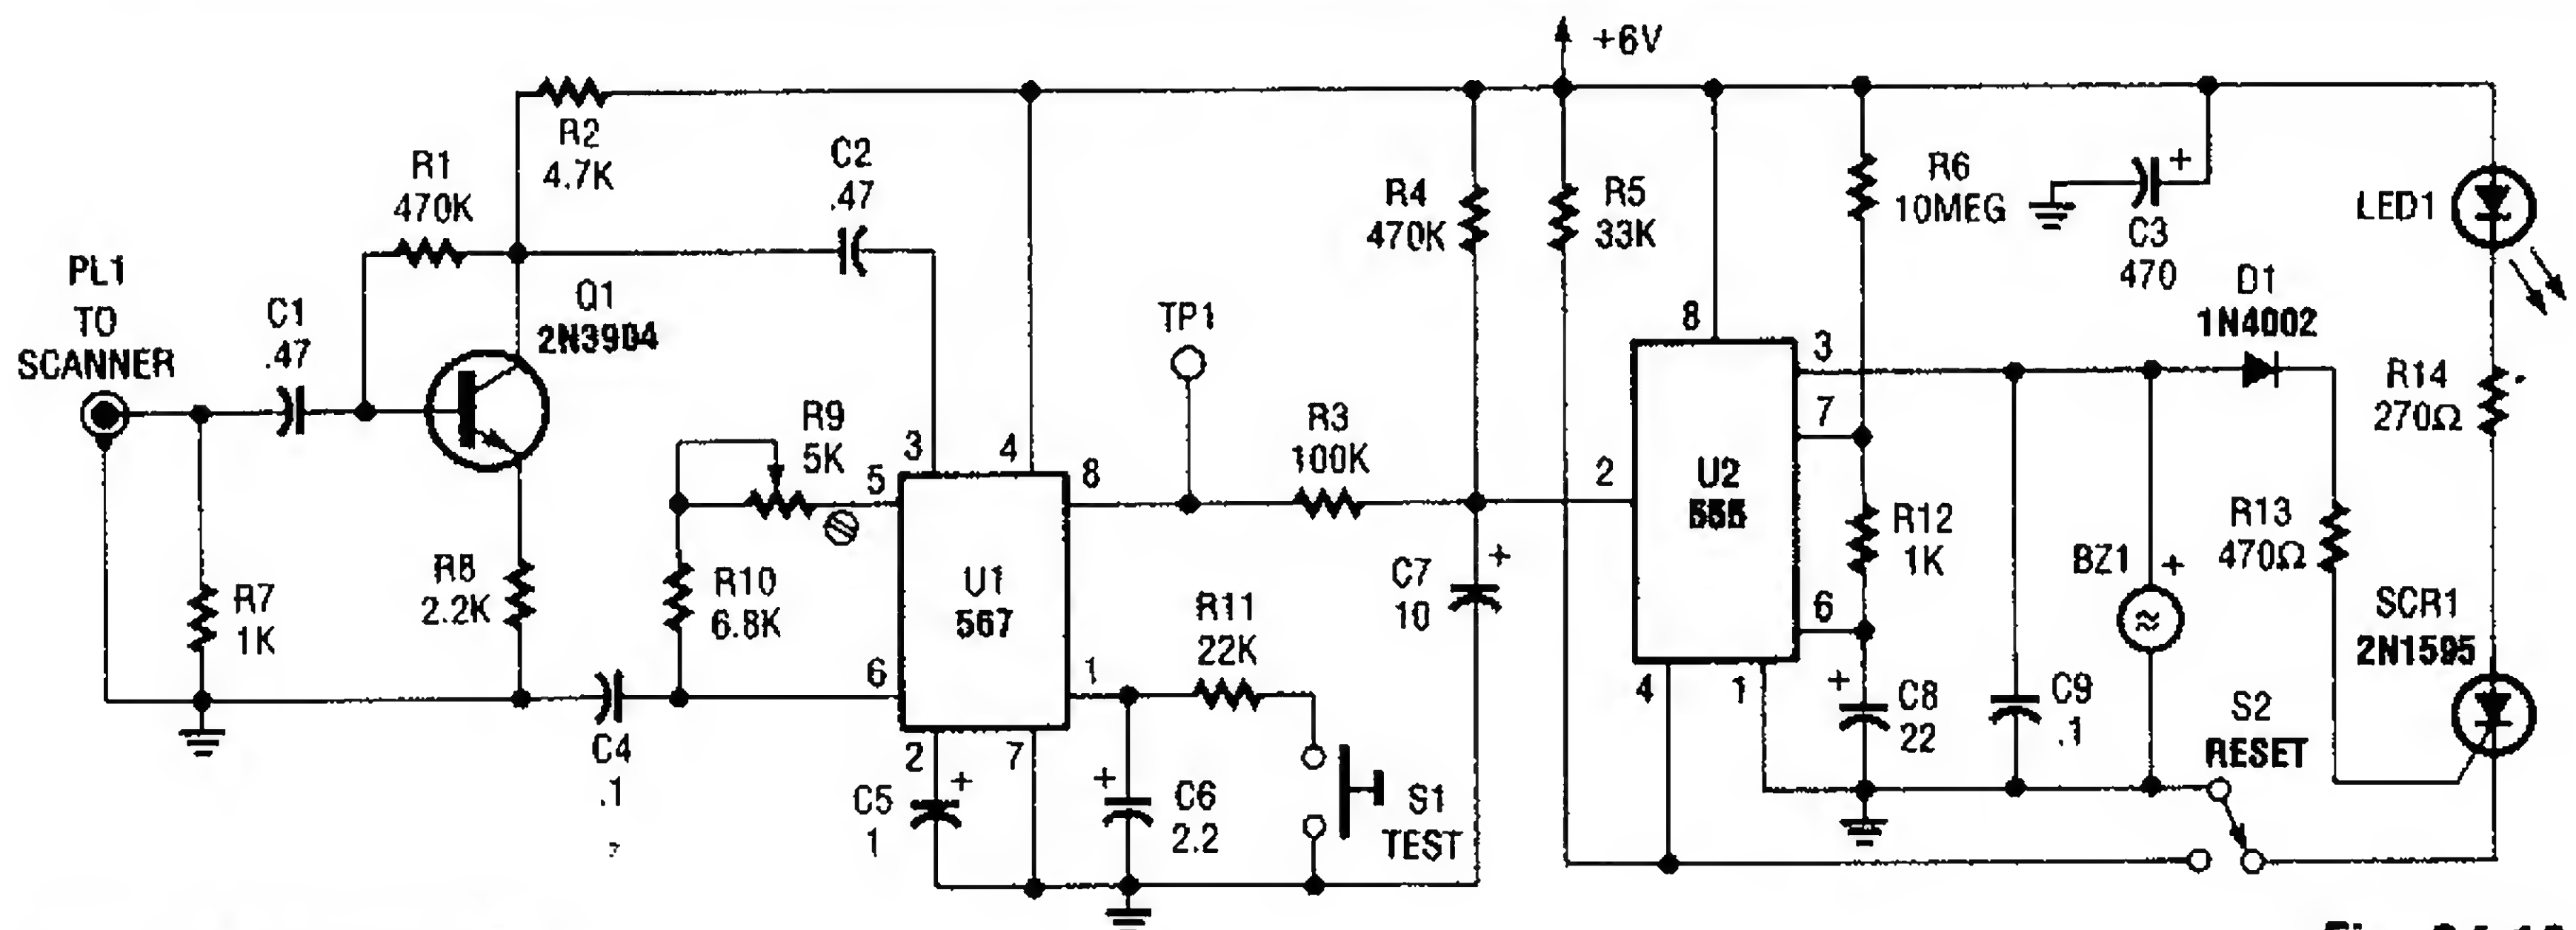 +6V
R2
4.7K
R1
470K
C2
.47
R4
470K
R5
33K
R6
10MEG
C3
470
+
LED1
PL1
TO
SCANNER
C1
.47
Q1
2N3904
TP1
D1
1N4002
R9
5K
R3
100K
8
3
7
6
2
4
1
U2
555
R12
1K
R13
470Ω
R14
270Ω
BZ1
+
3
4
5
8
6
1
2
7
U1
567
R7
1K
R8
2.2K
R10
6.8K
R11
22K
C7
10
+
SCR1
2N1595
C4
.1
C5
1
+
C6
2.2
+
S1
TEST
C8
22
+
C9
.1
S2
RESET